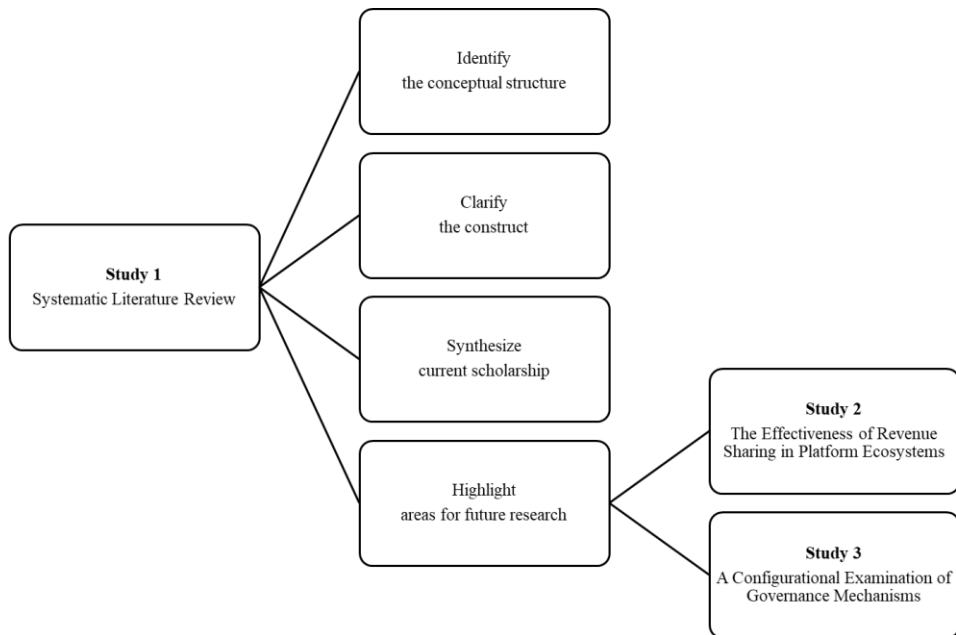 Identify
the conceptual structure
Clarify
the construct
Study 1
Systematic Literature Review
Synthesize
current scholarship
Study 2
The Effectiveness of Revenue
Sharing in Platform Ecosystems
Highlight
areas for future research
Study 3
A Configurational Examination of
Governance Mechanisms